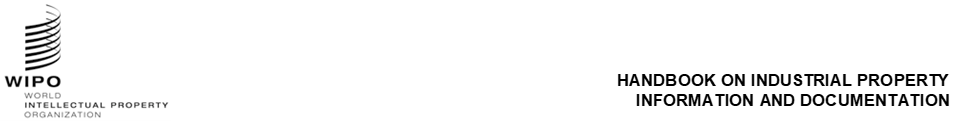 WIPO
WORLD
INTELLECTUAL PROPERTY
ORGANIZATION
HANDBOOK ON INDUSTRIAL PROPERTY
INFORMATION AND DOCUMENTATION